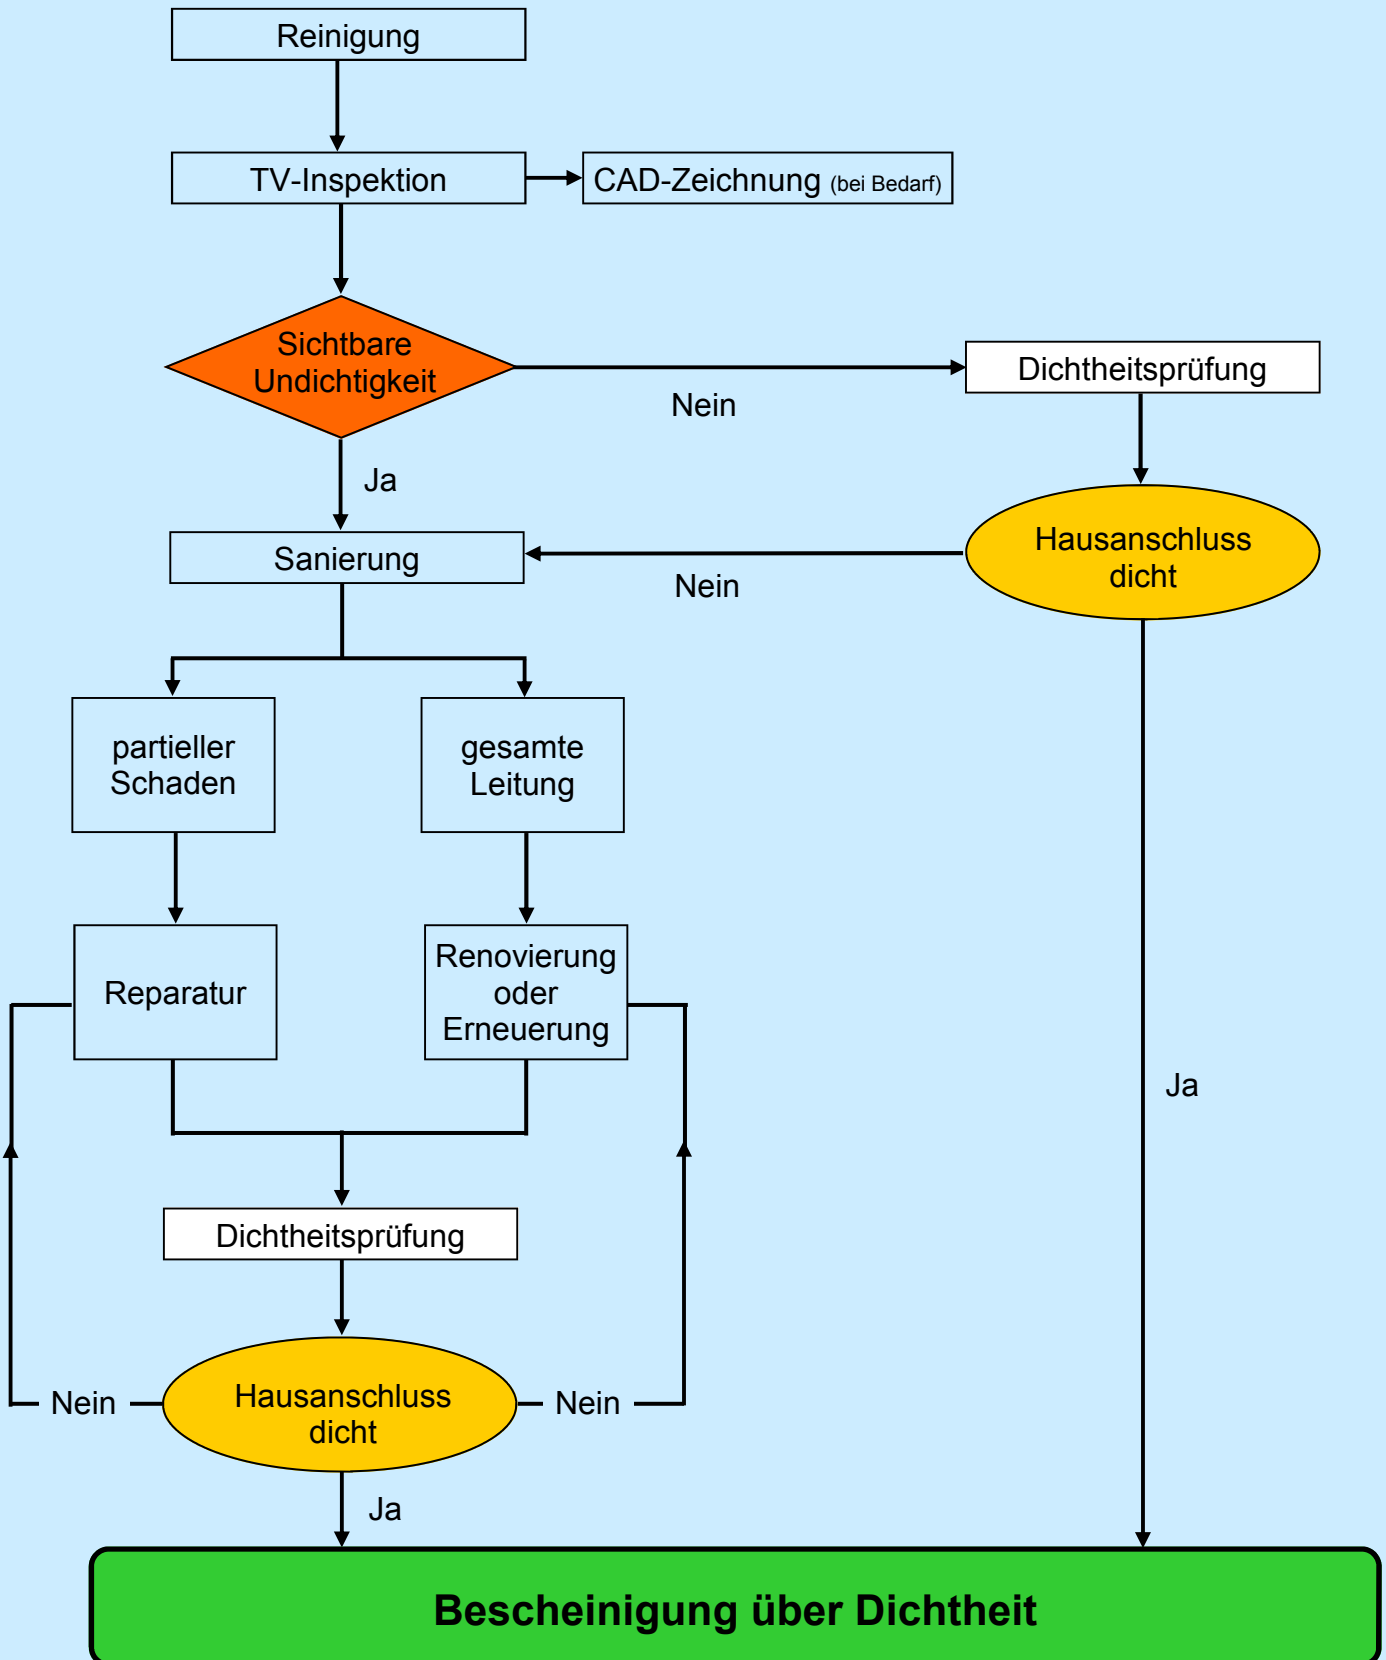 Reinigung
TV-Inspektion
CAD-Zeichnung (bei Bedarf)
Sichtbare
Undichtigkeit
Nein
Dichtheitsprüfung
Ja
Hausanschluss
dicht
Sanierung
Nein
partieller
Schaden
gesamte
Leitung
Reparatur
Renovierung
oder
Erneuerung
Ja
Dichtheitsprüfung
Nein
Hausanschluss
dicht
Nein
Ja
Bescheinigung über Dichtheit